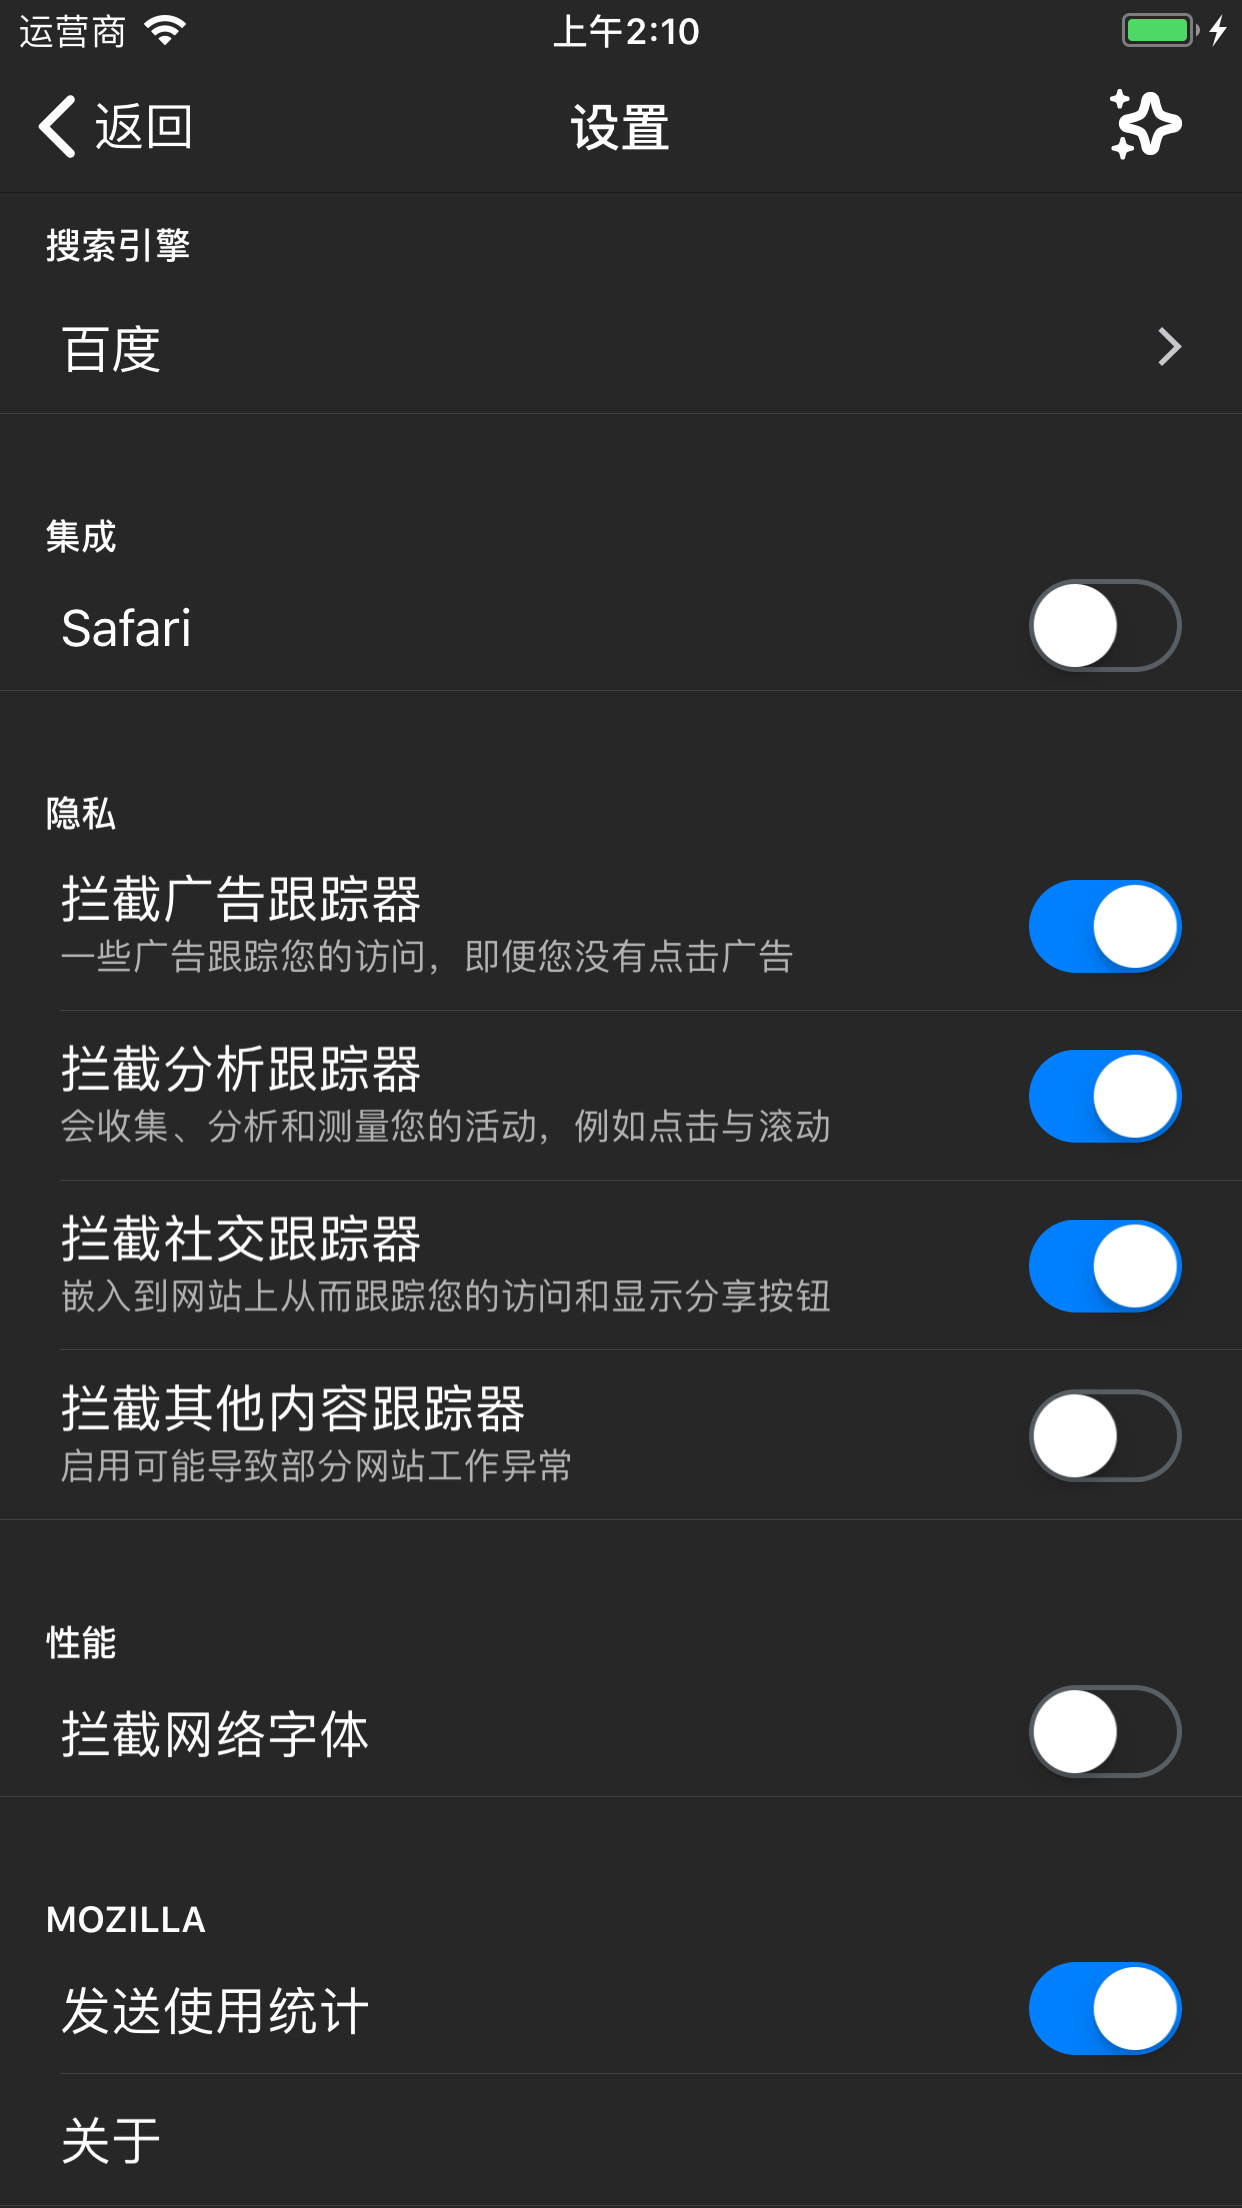 运营商
上午2:10
返回
设置
搜索引擎
百度
集成
Safari
隐私
拦截广告跟踪器
一些广告跟踪您的访问，即便您没有点击广告
拦截分析跟踪器
会收集、分析和测量您的活动，例如点击与滚动
拦截社交跟踪器
嵌入到网站上从而跟踪您的访问和显示分享按钮
拦截其他内容跟踪器
启用可能导致部分网站工作异常
性能
拦截网络字体
MOZILLA
发送使用统计
关于